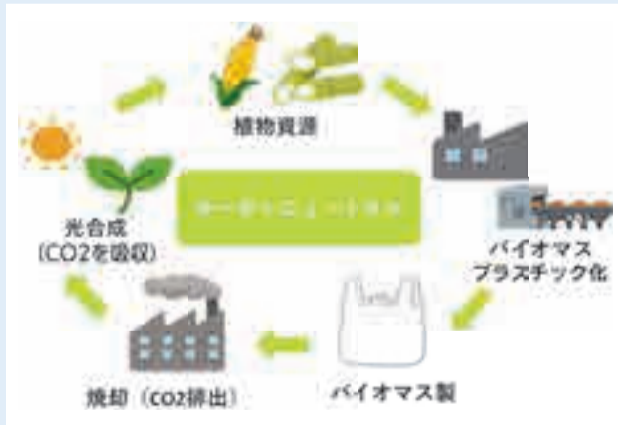 植物資源
光合成
(CO2を吸収)
バイオマス
プラスチック化
焼却（CO2排出）
バイオマス製